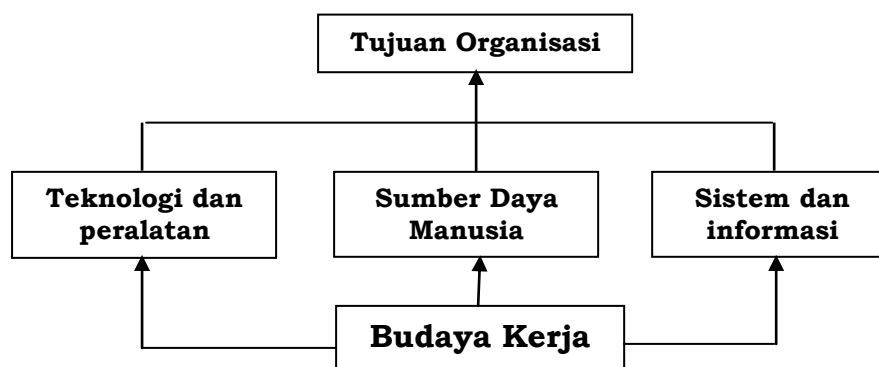 Tujuan Organisasi
Teknologi dan
peralatan
Sumber Daya
Manusia
Sistem dan
informasi
Budaya Kerja